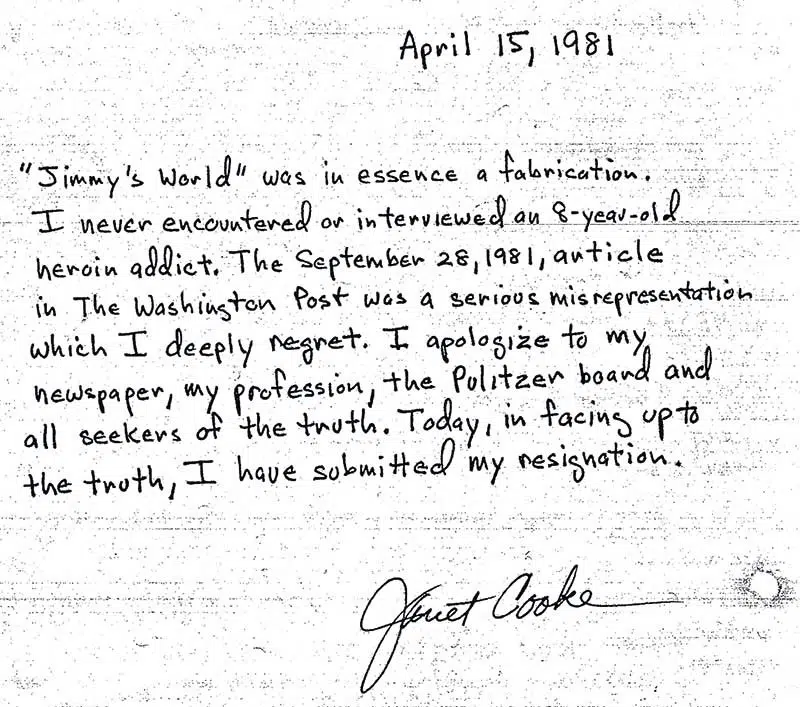 April 15, 1981
"Jimmy's World" was in essence a fabrication.
I never encountered or interviewed an 8-year-old
heroin addict. The September 28, 1981, article
in The Washington Post was a serious misrepresentation
which I deeply regret. I apologize to my
newspaper, my profession, the Pulitzer board and
all seekers of the truth. Today, in facing up to
the truth, I have submitted my resignation.
Janet Cooke